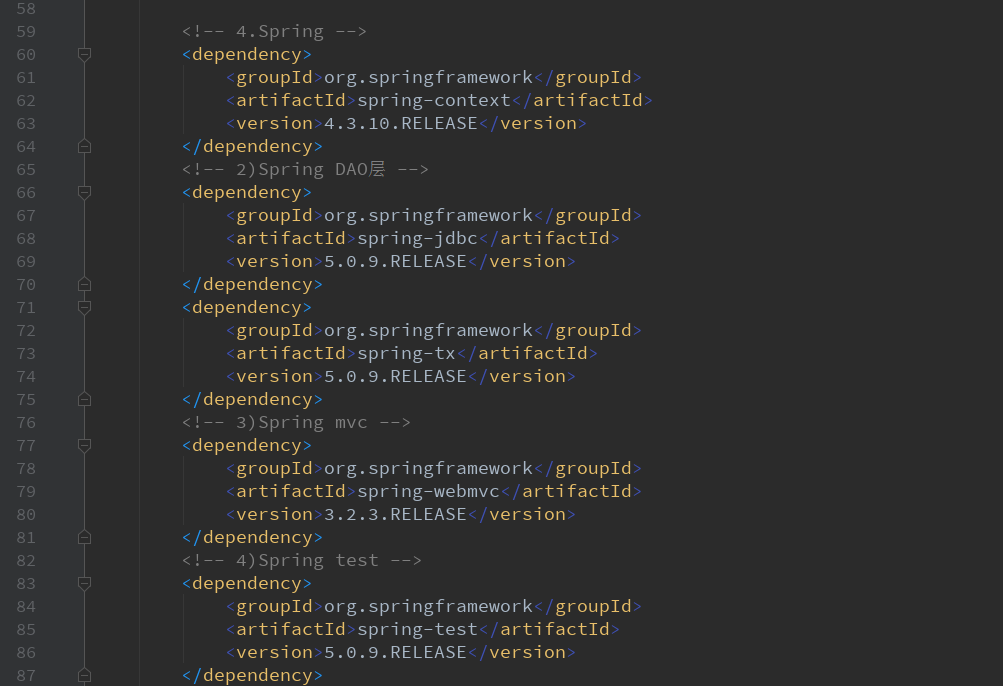 58
59 <!-- 4.Spring -->
60 <dependency>
61 <groupId>org.springframework</groupId>
62 <artifactId>spring-context</artifactId>
63 <version>4.3.10.RELEASE</version>
64 </dependency>
65 <!-- 2)Spring DAO层 -->
66 <dependency>
67 <groupId>org.springframework</groupId>
68 <artifactId>spring-jdbc</artifactId>
69 <version>5.0.9.RELEASE</version>
70 </dependency>
71 <dependency>
72 <groupId>org.springframework</groupId>
73 <artifactId>spring-tx</artifactId>
74 <version>5.0.9.RELEASE</version>
75 </dependency>
76 <!-- 3)Spring mvc -->
77 <dependency>
78 <groupId>org.springframework</groupId>
79 <artifactId>spring-webmvc</artifactId>
80 <version>3.2.3.RELEASE</version>
81 </dependency>
82 <!-- 4)Spring test -->
83 <dependency>
84 <groupId>org.springframework</groupId>
85 <artifactId>spring-test</artifactId>
86 <version>5.0.9.RELEASE</version>
87 </dependency>